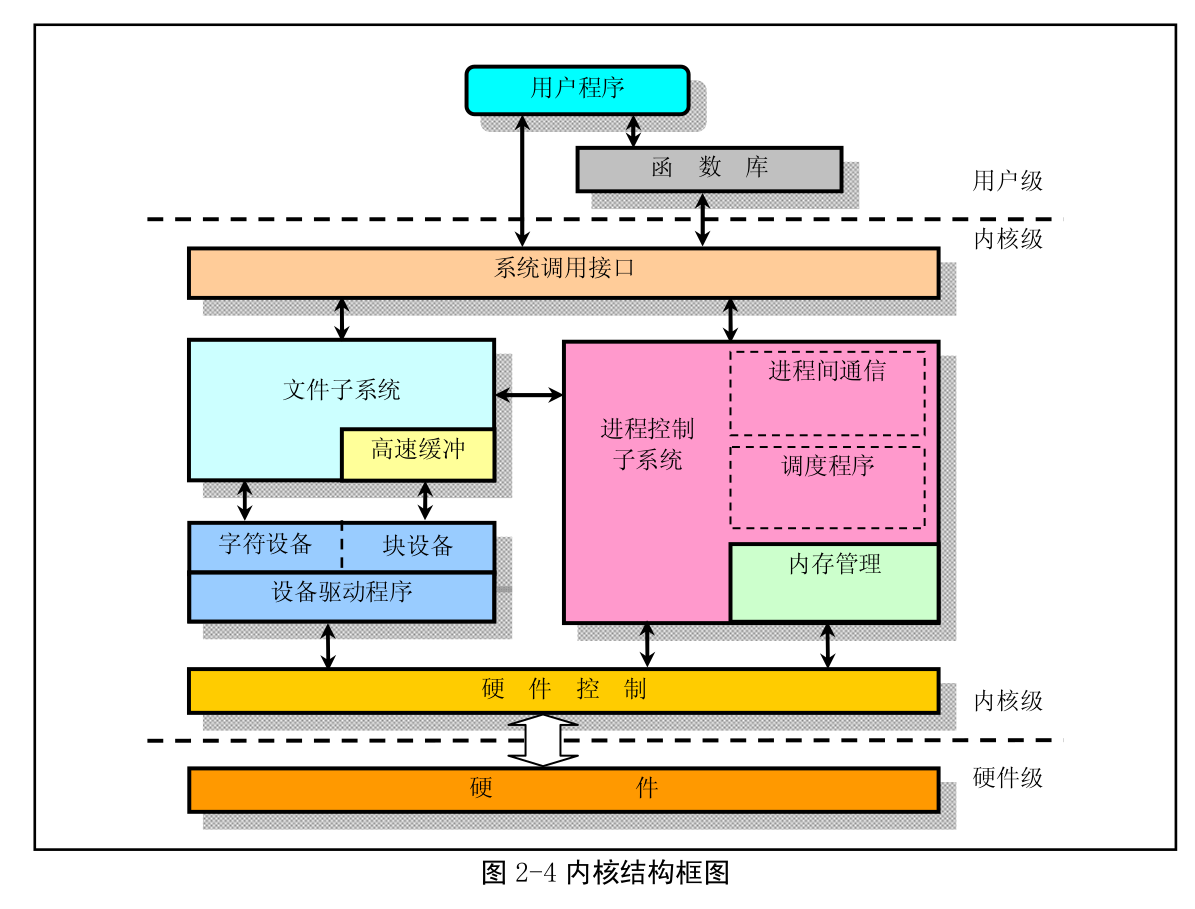 用户程序
函 数 库
用户级
内核级
系统调用接口
文件子系统
高速缓冲
进程控制
子系统
进程间通信
调度程序
内存管理
字符设备
块设备
设备驱动程序
硬 件 控 制
内核级
硬 件
硬件级
图 2-4 内核结构框图